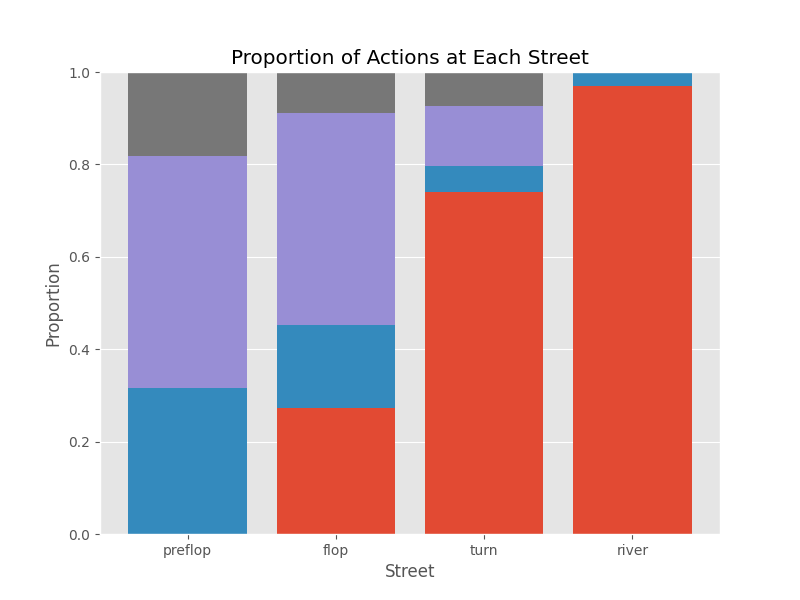 Proportion of Actions at Each Street
1.0
0.8
0.6
0.4
0.2
0.0
Proportion
preflop flop turn river
Street